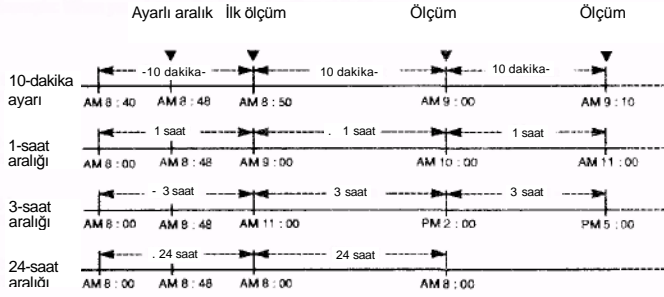 Ayarlı aralık İlk ölçüm Ölçüm Ölçüm
-10 dakika- 10 dakika- 10 dakika-
10-dakika ayarı
AM 8 : 40 AM 8 : 48 AM 8 : 50 AM 9 : 00 AM 9 : 10
1 saat . 1 saat 1 saat
1-saat aralığı
AM 8 : 00 AM 8 : 48 AM 9 : 00 AM 10 : 00 AM 11 : 00
- 3 saat 3 saat 3 saat
3-saat aralığı
AM 8 : 00 AM 8 : 48 AM 11 : 00 PM 2 : 00 PM 5 : 00
. 24 saat 24 saat
24-saat aralığı
AM 8 : 00 AM 8 : 48 AM 8 : 00 AM 8 : 00